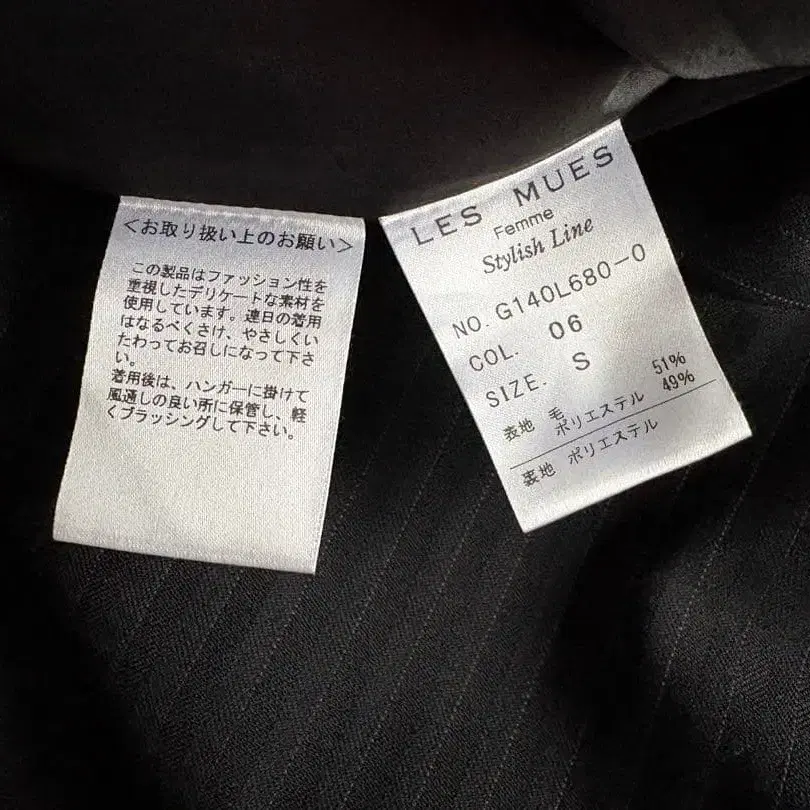 <お取り扱い上のお願い>
この製品はファッション性を
重視したデリケートな素材を
使用しています。連日の着用
はなるべくさけ、やさしくい
たわってお召しになって下さ
い。
着用後は、ハンガーに掛けて
風通しの良い所に保管し、軽
くブラッシングして下さい。
LES MUES
Femme
Stylish Line
NO. G140L680-0
COL. 06
SIZE. S
表地 毛 51%
ポリエステル 49%
裏地 ポリエステル